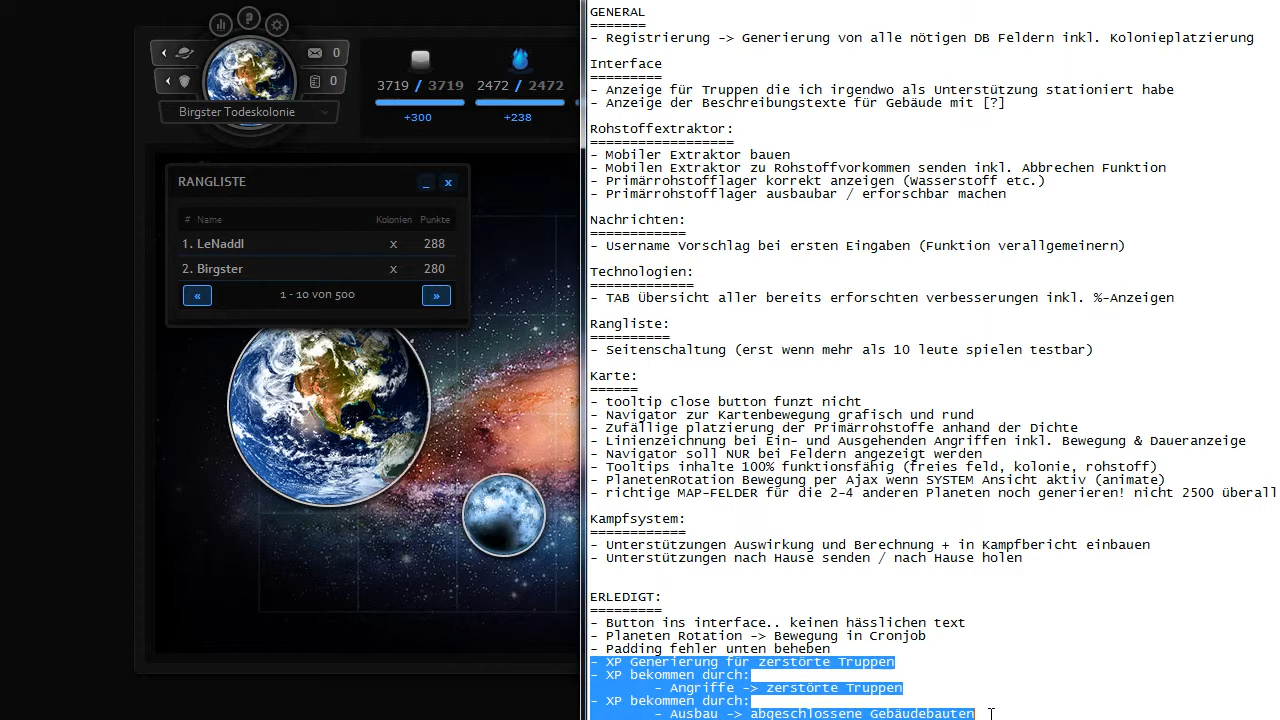 0
0
Birgster Todeskolonie
3719 / 3719
2472 / 2472
+300
+238
RANGLISTE
_ x
# Name Kolonien Punkte
1. LeNaddl x 288
2. Birgster x 280
« 1 - 10 von 500 »
GENERAL
=======
- Registrierung -> Generierung von alle nötigen DB Feldern inkl. Kolonieplatzierung
Interface
=========
- Anzeige für Truppen die ich irgendwo als Unterstützung stationiert habe
- Anzeige der Beschreibungstexte für Gebäude mit [?]
Rohstoffextraktor:
==================
- Mobiler Extraktor bauen
- Mobilen Extraktor zu Rohstoffvorkommen senden inkl. Abbrechen Funktion
- Primärrohstofflager korrekt anzeigen (Wasserstoff etc.)
- Primärrohstofflager ausbaubar / erforschbar machen
Nachrichten:
============
- Username Vorschlag bei ersten Eingaben (Funktion verallgemeinern)
Technologien:
=============
- TAB Übersicht aller bereits erforschten verbesserungen inkl. %-Anzeigen
Rangliste:
==========
- Seitenschaltung (erst wenn mehr als 10 leute spielen testbar)
Karte:
======
- tooltip close button funzt nicht
- Navigator zur Kartenbewegung grafisch und rund
- Zufällige platzierung der Primärrohstoffe anhand der Dichte
- Linienzeichnung bei Ein- und Ausgehenden Angriffen inkl. Bewegung & Daueranzeige
- Navigator soll NUR bei Feldern angezeigt werden
- Tooltips inhalte 100% funktionsfähig (freies feld, kolonie, rohstoff)
- PlanetenRotation Bewegung per Ajax wenn SYSTEM Ansicht aktiv (animate)
- richtige MAP-FELDER für die 2-4 anderen Planeten noch generieren! nicht 2500 überall
Kampfsystem:
============
- Unterstützungen Auswirkung und Berechnung + in Kampfbericht einbauen
- Unterstützungen nach Hause senden / nach Hause holen
ERLEDIGT:
=========
- Button ins interface.. keinen hässlichen text
- Planeten Rotation -> Bewegung in Cronjob
- Padding fehler unten beheben
- XP Generierung für zerstörte Truppen
- XP bekommen durch:
- Angriffe -> zerstörte Truppen
- XP bekommen durch:
- Ausbau -> abgeschlossene Gebäudebauten